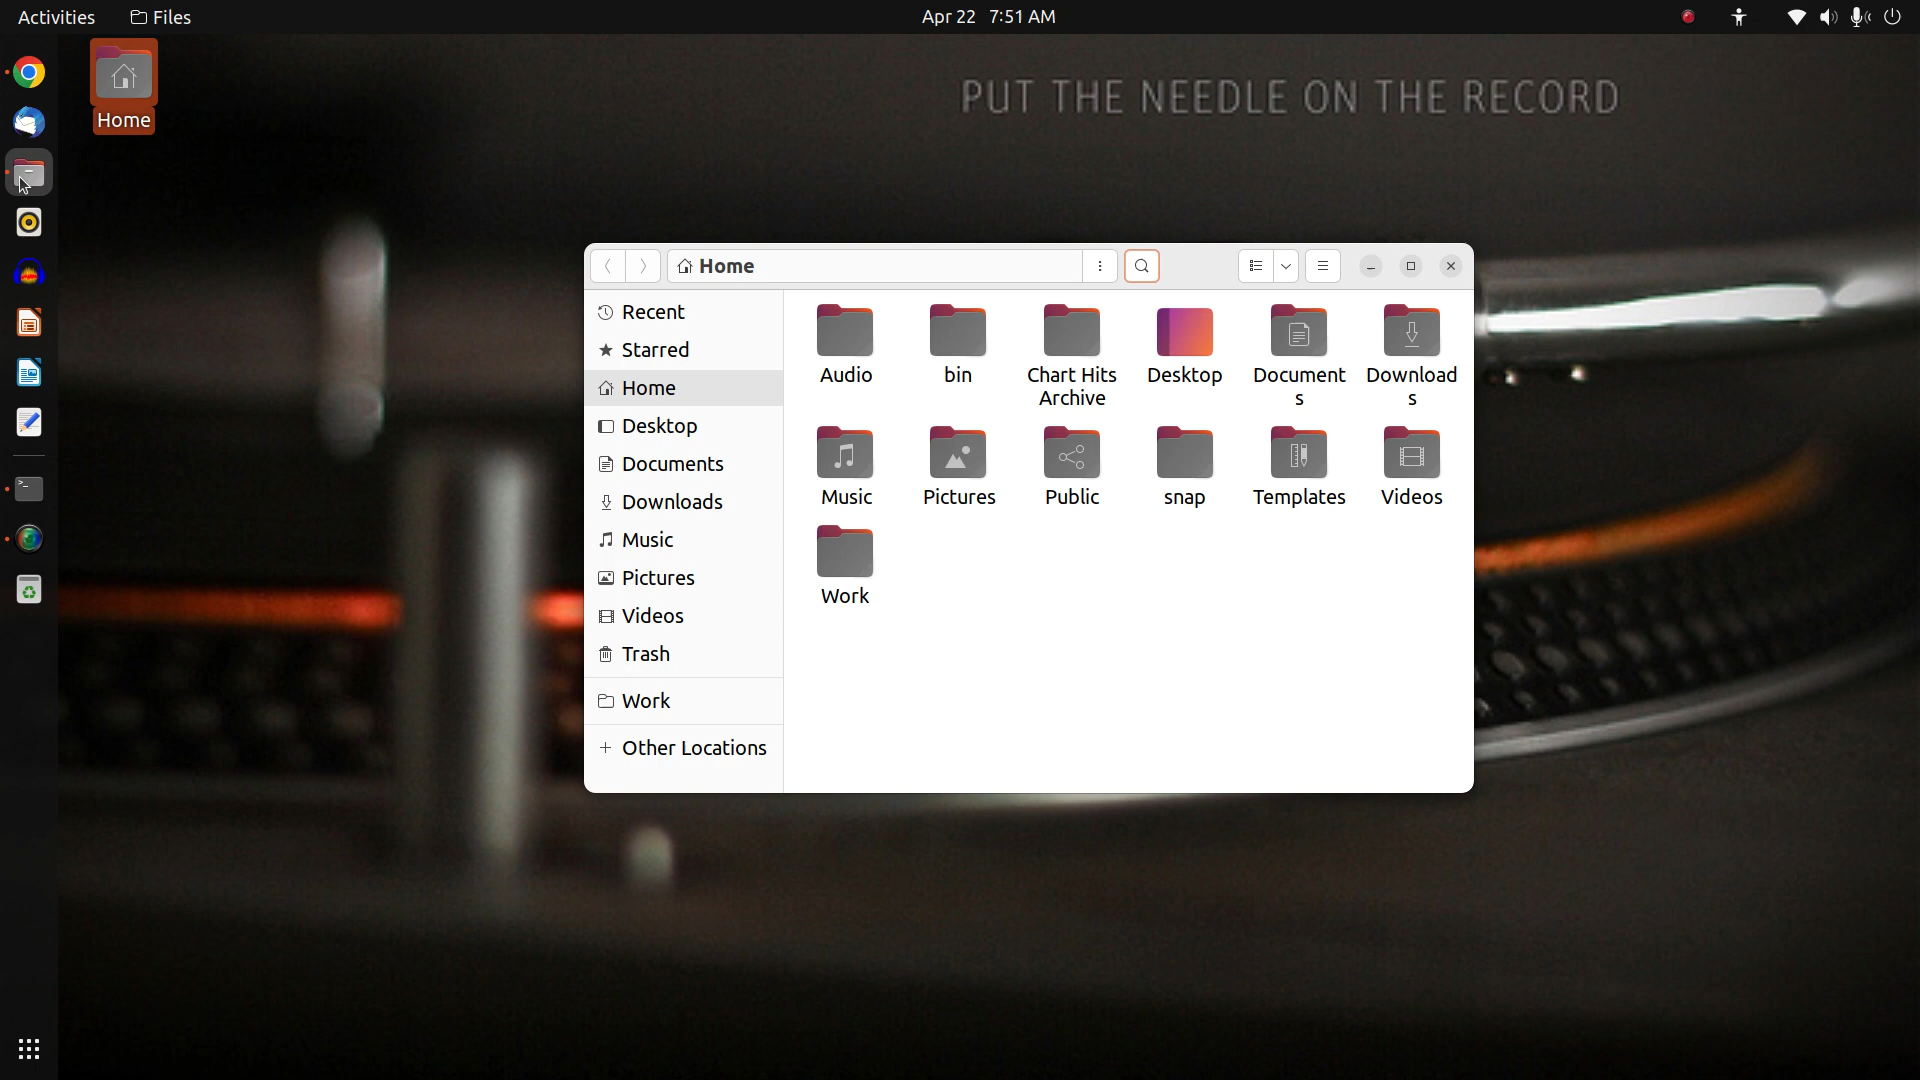 Activities Files Apr 22 7:51 AM
Home
PUT THE NEEDLE ON THE RECORD
Home
Recent
Starred
Home
Desktop
Documents
Downloads
Music
Pictures
Videos
Trash
Work
+ Other Locations
Audio bin Chart Hits Desktop Document Download
Archive s s
Music Pictures Public snap Templates Videos
Work